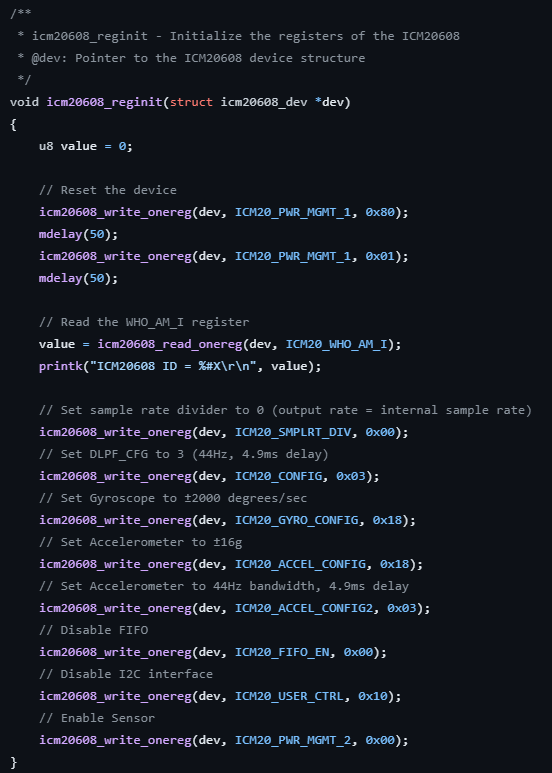 /**
 * icm20608_reginit - Initialize the registers of the ICM20608
 * @dev: Pointer to the ICM20608 device structure
 */
void icm20608_reginit(struct icm20608_dev *dev)
{
    u8 value = 0;

    // Reset the device
    icm20608_write_onereg(dev, ICM20_PWR_MGMT_1, 0x80);
    mdelay(50);
    icm20608_write_onereg(dev, ICM20_PWR_MGMT_1, 0x01);
    mdelay(50);

    // Read the WHO_AM_I register
    value = icm20608_read_onereg(dev, ICM20_WHO_AM_I);
    printk("ICM20608 ID = %#X\r\n", value);

    // Set sample rate divider to 0 (output rate = internal sample rate)
    icm20608_write_onereg(dev, ICM20_SMPLRT_DIV, 0x00);
    // Set DLPF_CFG to 3 (44Hz, 4.9ms delay)
    icm20608_write_onereg(dev, ICM20_CONFIG, 0x03);
    // Set Gyroscope to ±2000 degrees/sec
    icm20608_write_onereg(dev, ICM20_GYRO_CONFIG, 0x18);
    // Set Accelerometer to ±16g
    icm20608_write_onereg(dev, ICM20_ACCEL_CONFIG, 0x18);
    // Set Accelerometer to 44Hz bandwidth, 4.9ms delay
    icm20608_write_onereg(dev, ICM20_ACCEL_CONFIG2, 0x03);
    // Disable FIFO
    icm20608_write_onereg(dev, ICM20_FIFO_EN, 0x00);
    // Disable I2C interface
    icm20608_write_onereg(dev, ICM20_USER_CTRL, 0x10);
    // Enable Sensor
    icm20608_write_onereg(dev, ICM20_PWR_MGMT_2, 0x00);
}